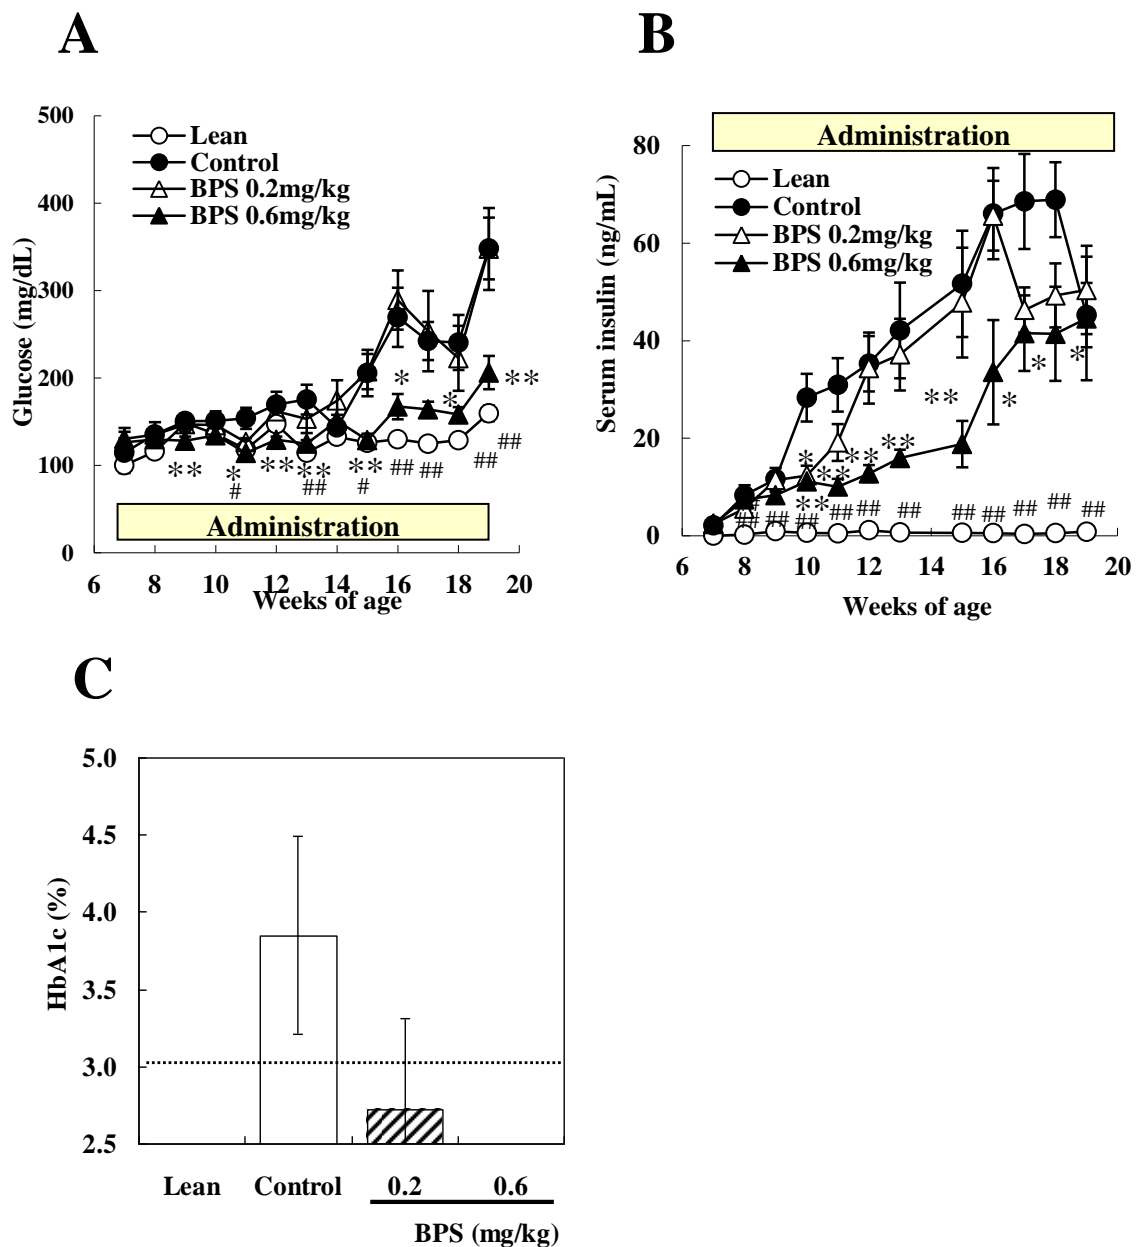 A
500
400
300
200
100
0
Glucose (mg/dL)
Lean
Control
BPS 0.2mg/kg
BPS 0.6mg/kg
** * # ** ** ## ** # * ## ## * ## ** ##
Administration
6 8 10 12 14 16 18 20
Weeks of age
B
Administration
80
60
40
20
0
Serum insulin (ng/mL)
Lean
Control
BPS 0.2mg/kg
BPS 0.6mg/kg
** * * *
* ** ** **
**
## ## ## ## ## ## ## ## ## ## ##
6 8 10 12 14 16 18 20
Weeks of age
C
5.0
4.5
4.0
3.5
3.0
2.5
HbA1c (%)
Lean Control 0.2 0.6
BPS (mg/kg)